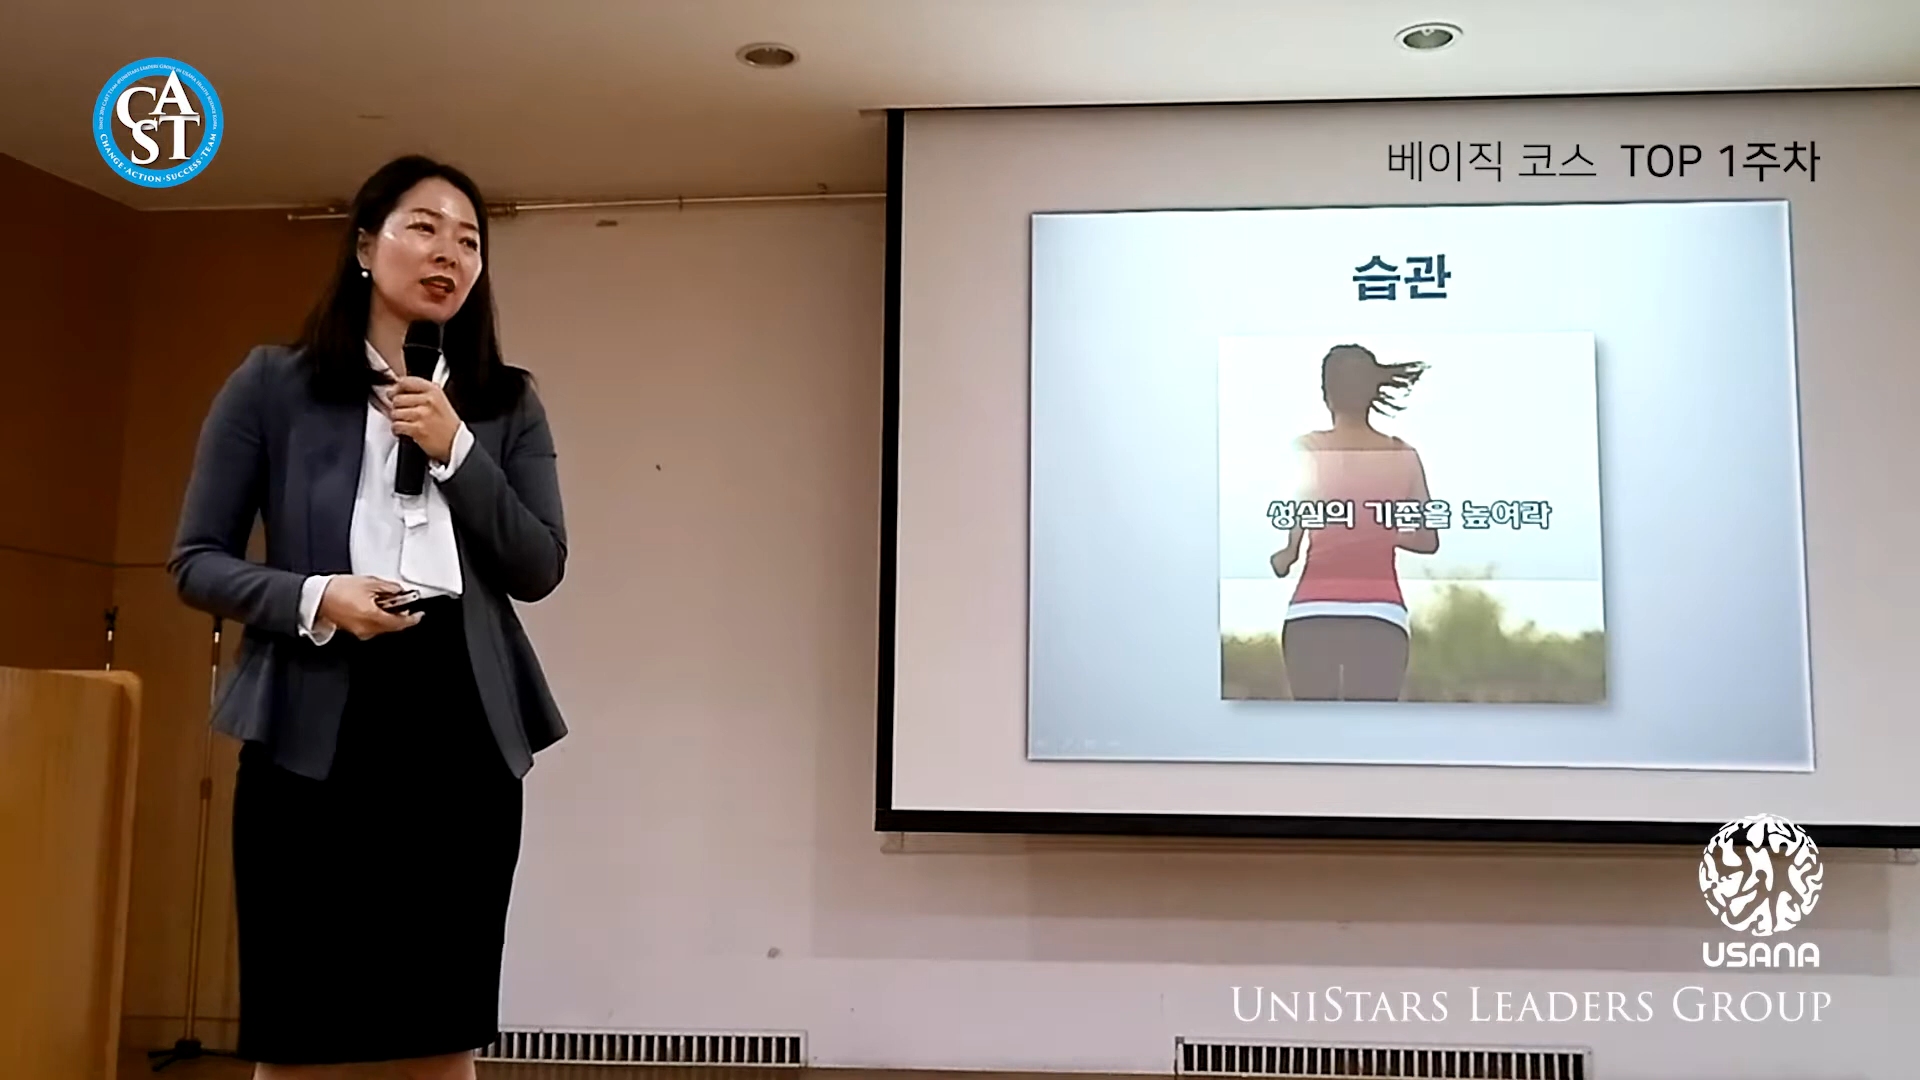 CAST
CHANGE·ACTION·SUCCESS·TEAM
베이직 코스 TOP 1주차
습관
성실의 기준을 높여라
USANA
UNISTARS LEADERS GROUP